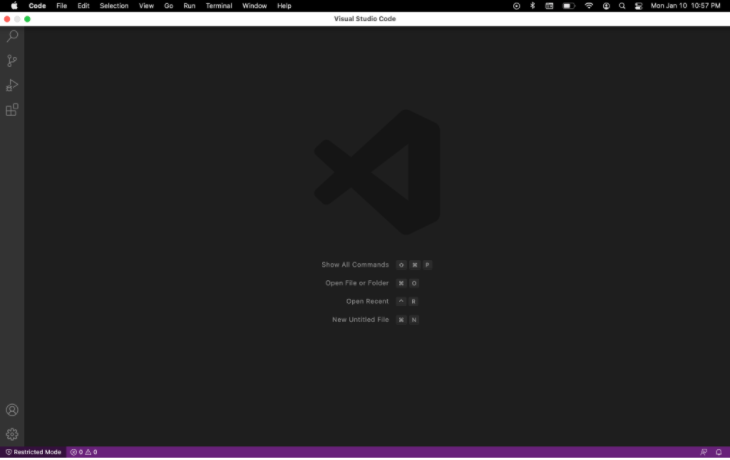 Code File Edit Selection View Go Run Terminal Window Help Mon Jan 10 10:57 PM
Visual Studio Code
Show All Commands ⇧ ⌘ P
Open File or Folder ⌘ O
Open Recent ^ R
New Untitled File ⌘ N
Restricted Mode 0 0